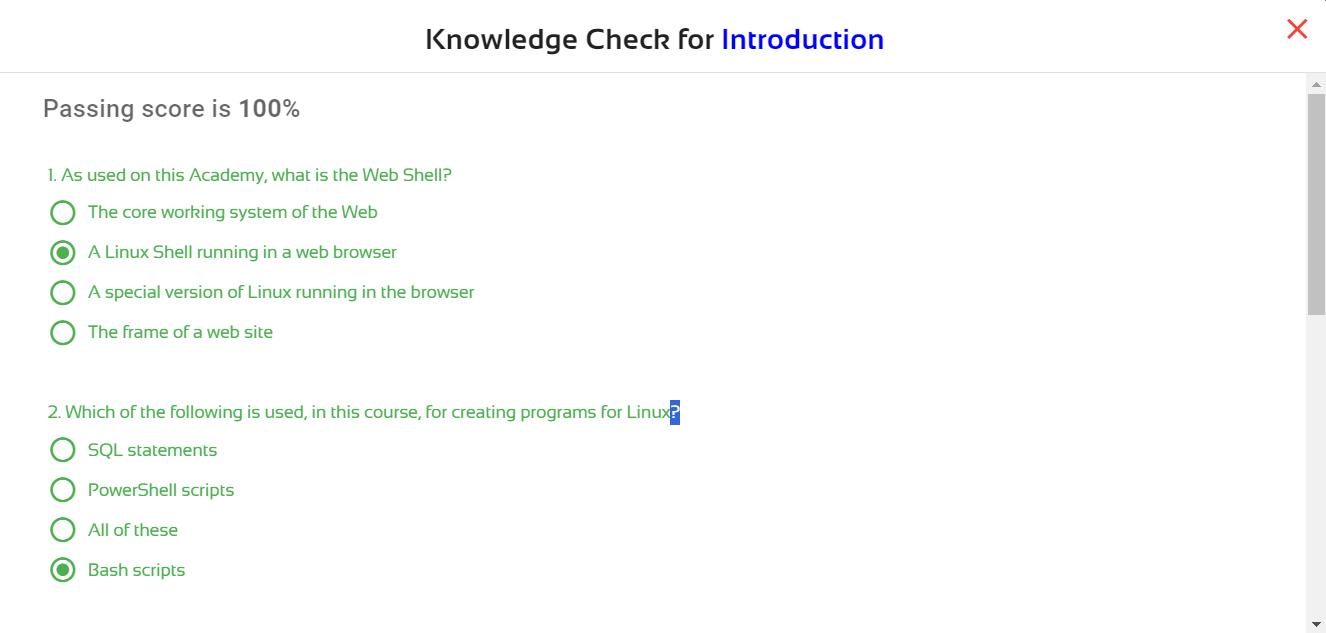 Knowledge Check for Introduction
Passing score is 100%
1. As used on this Academy, what is the Web Shell?
The core working system of the Web
A Linux Shell running in a web browser
A special version of Linux running in the browser
The frame of a web site
2. Which of the following is used, in this course, for creating programs for Linux?
SQL statements
PowerShell scripts
All of these
Bash scripts